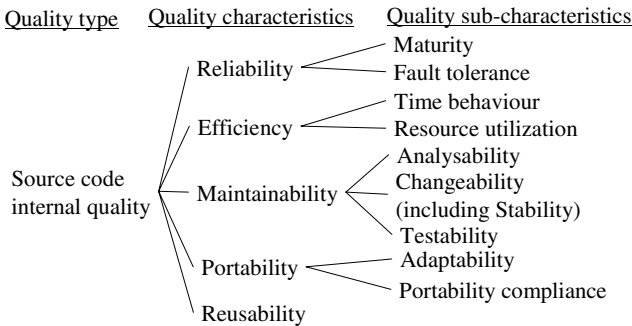 Quality type Quality characteristics Quality sub-characteristics
Maturity
Reliability
Fault tolerance
Time behaviour
Efficiency
Resource utilization
Analysability
Source code
internal quality
Maintainability
Changeability
(including Stability)
Testability
Portability
Adaptability
Portability compliance
Reusability